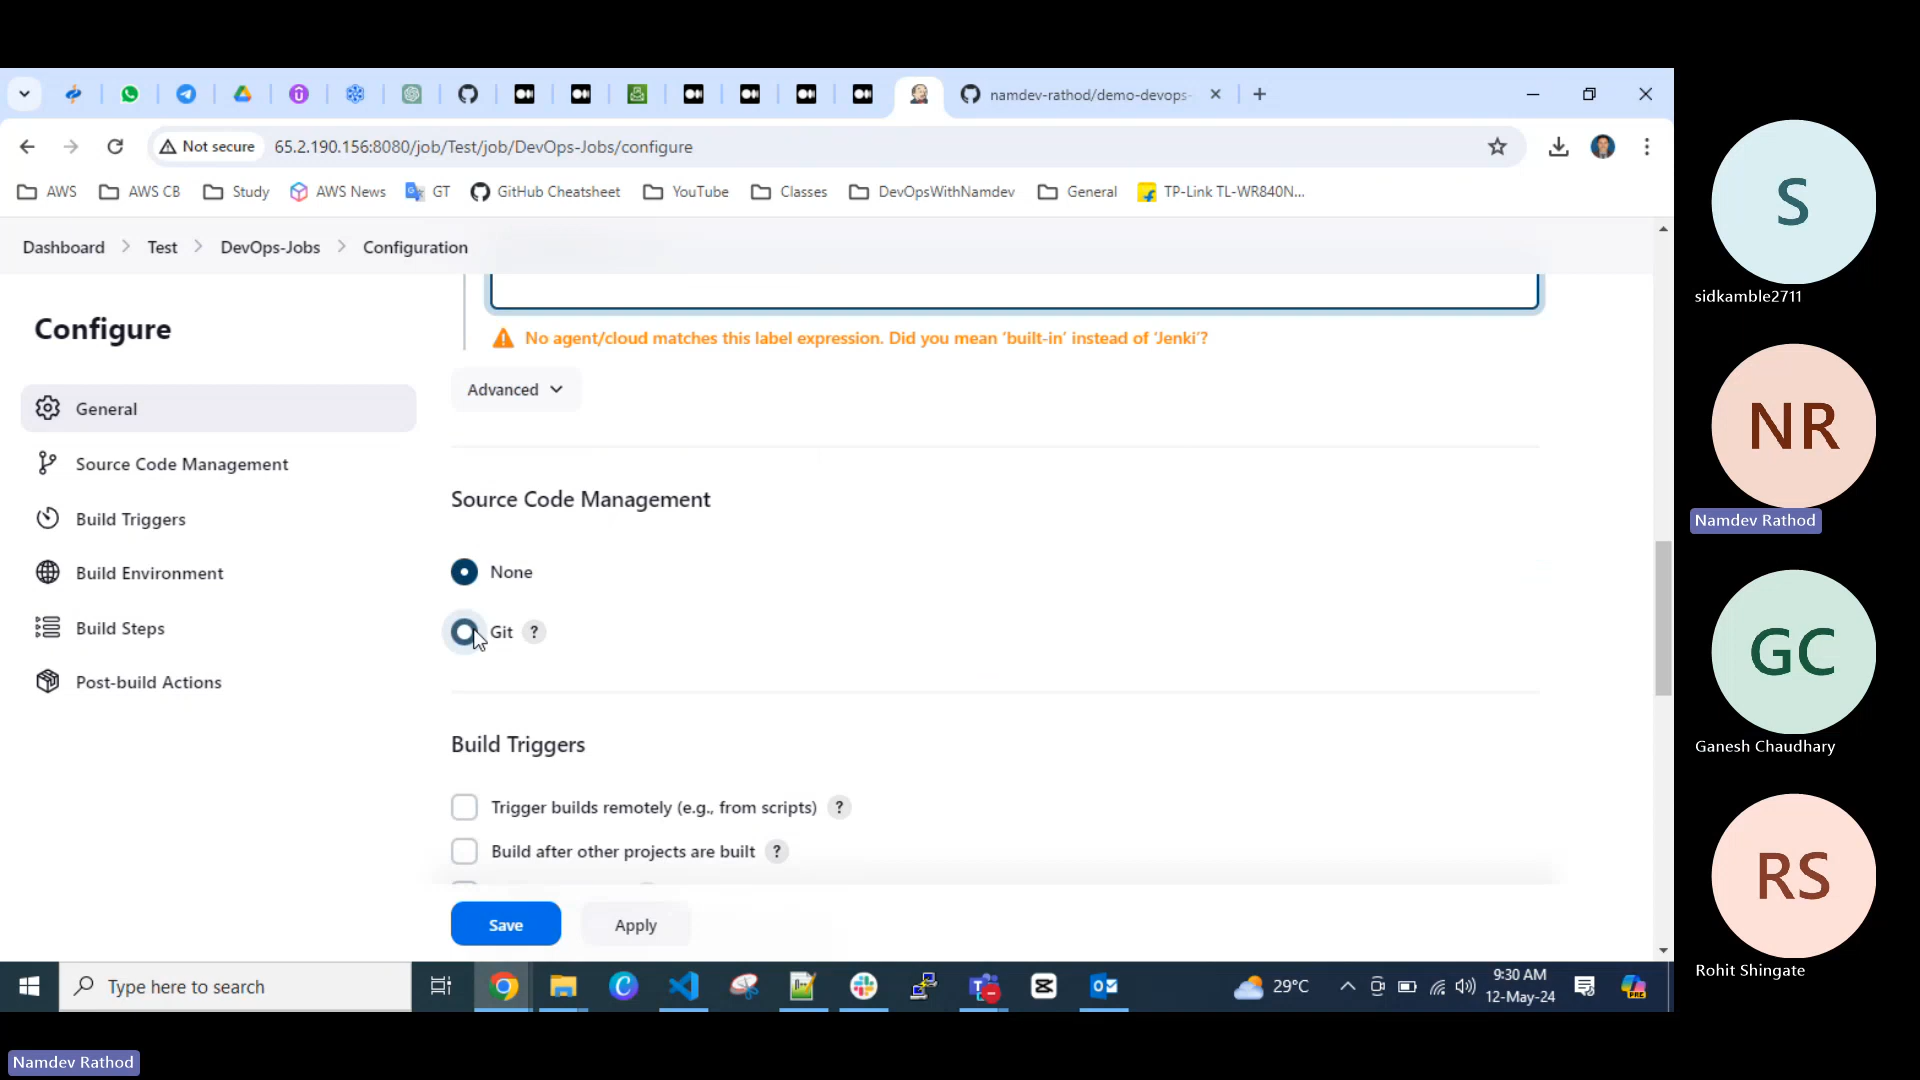 namdev-rathod/demo-devops-
Not secure
65.2.190.156:8080/job/Test/job/DevOps-Jobs/configure
AWS
AWS CB
Study
AWS News
GT
GitHub Cheatsheet
YouTube
Classes
DevOpsWithNamdev
General
TP-Link TL-WR840N...
Dashboard
Test
DevOps-Jobs
Configuration
Configure
General
Source Code Management
Build Triggers
Build Environment
Build Steps
Post-build Actions
No agent/cloud matches this label expression. Did you mean ‘built-in’ instead of ‘Jenki’?
Advanced
Source Code Management
None
Git ?
Build Triggers
Trigger builds remotely (e.g., from scripts) ?
Build after other projects are built ?
Save
Apply
Type here to search
29°C
9:30 AM
12-May-24
S
sidkamble2711
NR
Namdev Rathod
GC
Ganesh Chaudhary
RS
Rohit Shingate
Namdev Rathod